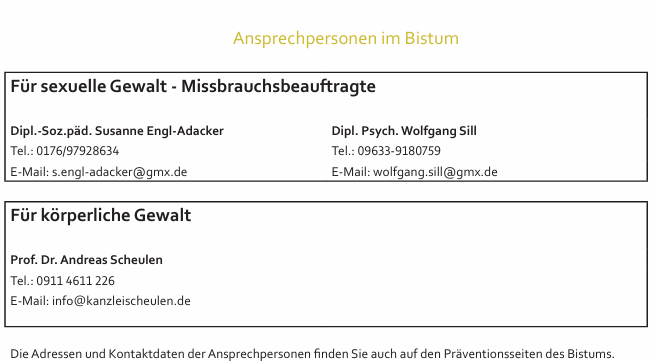 Ansprechpersonen im Bistum
Für sexuelle Gewalt - Missbrauchsbeauftragte
Dipl.-Soz.päd. Susanne Engl-Adacker
Tel.: 0176/97928634
E-Mail: s.engl-adacker@gmx.de
Dipl. Psych. Wolfgang Sill
Tel.: 09633-9180759
E-Mail: wolfgang.sill@gmx.de
Für körperliche Gewalt
Prof. Dr. Andreas Scheulen
Tel.: 0911 4611 226
E-Mail: info@kanzleischeulen.de
Die Adressen und Kontaktdaten der Ansprechpersonen finden Sie auch auf den Präventionsseiten des Bistums.